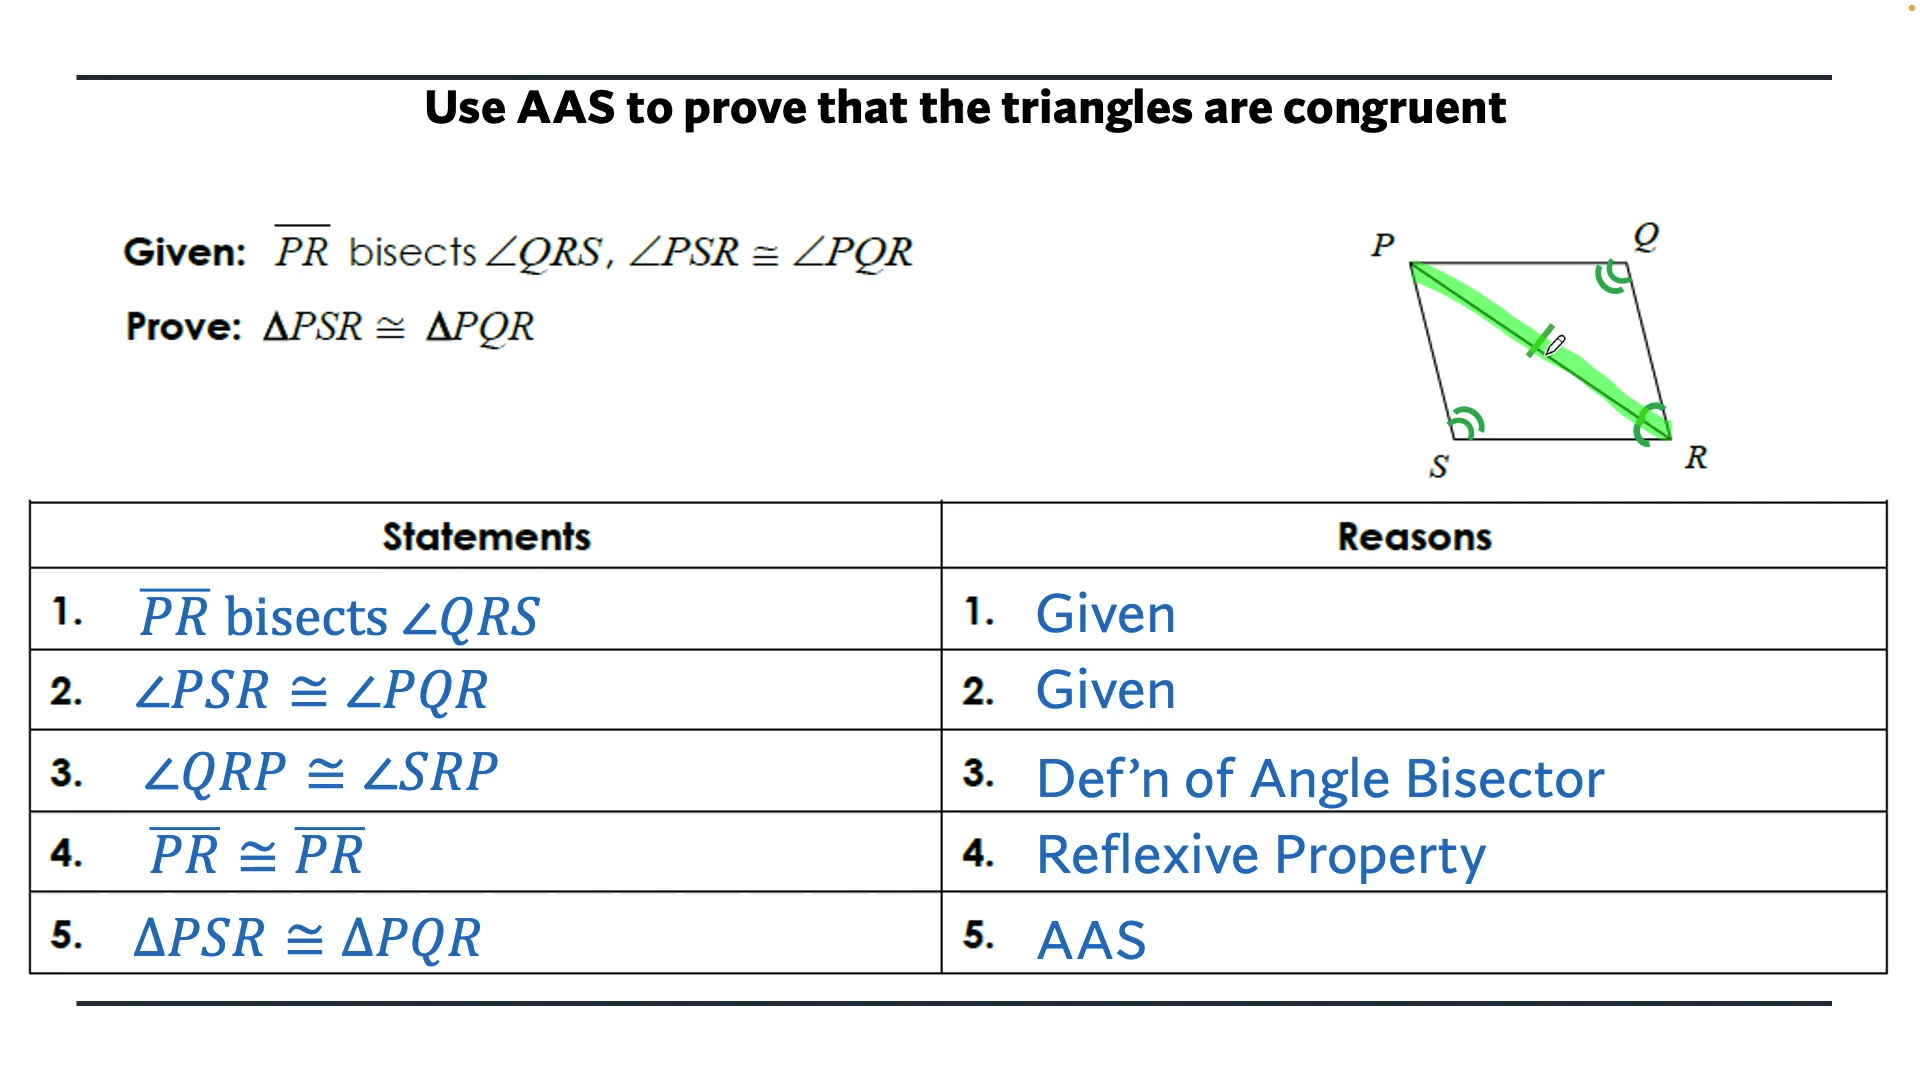 Use AAS to prove that the triangles are congruent
Given: PR bisects ∠QRS, ∠PSR ≅ ∠PQR
Prove: ΔPSR ≅ ΔPQR
P
Q
S
R
Statements
Reasons
1. PR bisects ∠QRS
1. Given
2. ∠PSR ≅ ∠PQR
2. Given
3. ∠QRP ≅ ∠SRP
3. Def’n of Angle Bisector
4. PR ≅ PR
4. Reflexive Property
5. ΔPSR ≅ ΔPQR
5. AAS